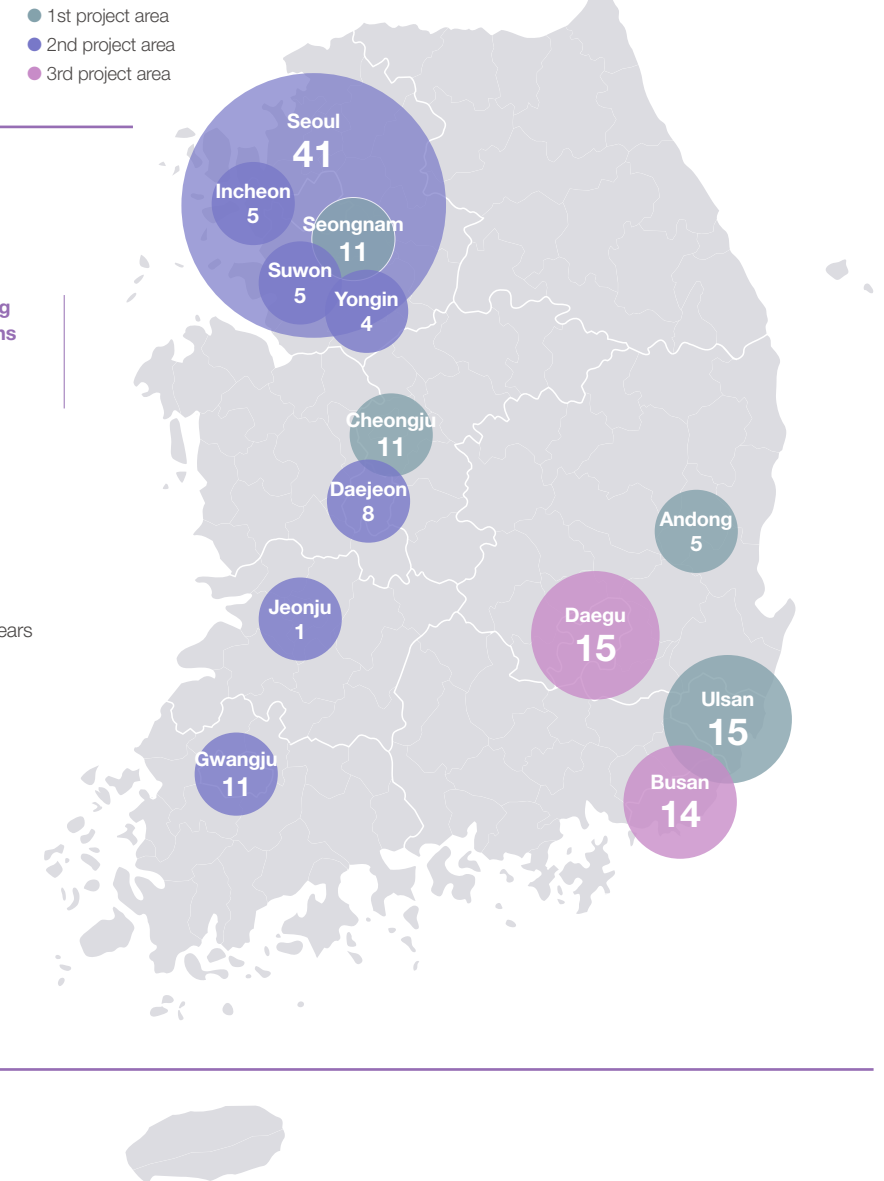 1st project area
2nd project area
3rd project area
Seoul
41
Incheon
5
Seongnam
11
Suwon
5
Yongin
4
Cheongju
11
Daejeon
8
Andong
5
Jeonju
1
Daegu
15
Ulsan
15
Gwangju
11
Busan
14